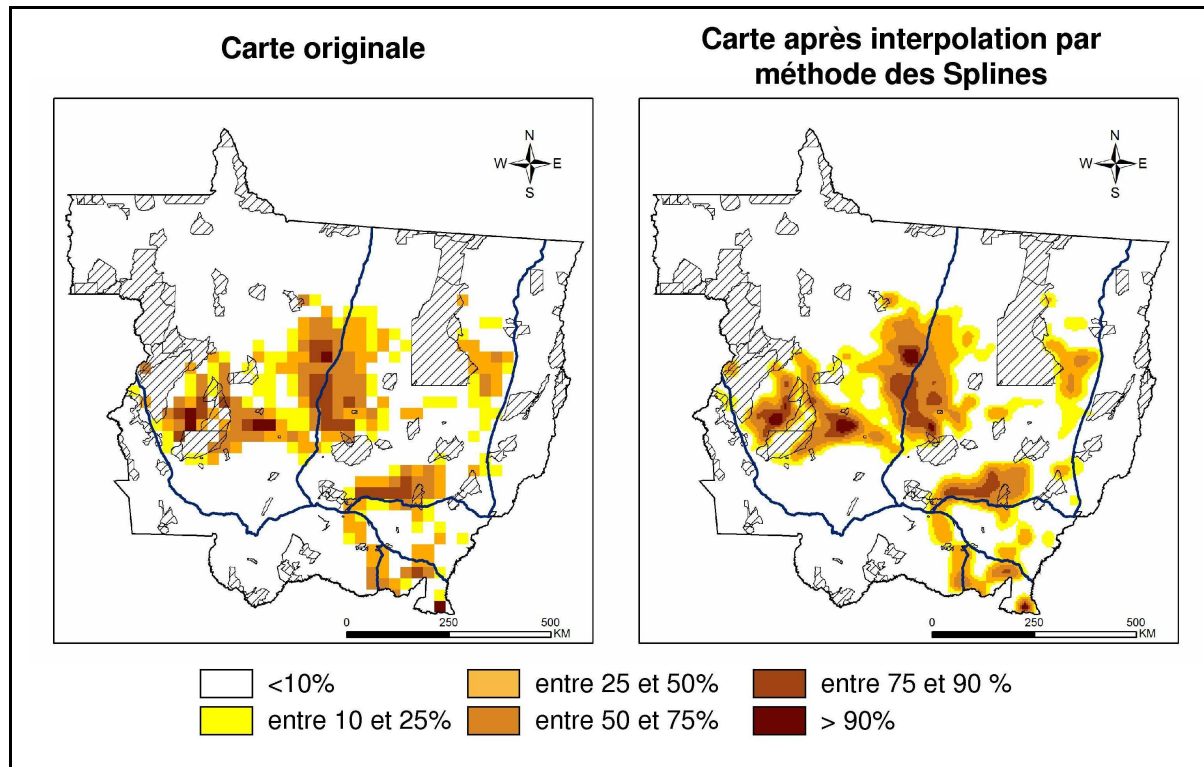 Carte originale
Carte après interpolation par
méthode des Splines
N
W E
S
N
W E
S
0 250 500
KM
0 250 500
KM
<10%
entre 25 et 50%
entre 75 et 90 %
entre 10 et 25%
entre 50 et 75%
> 90%